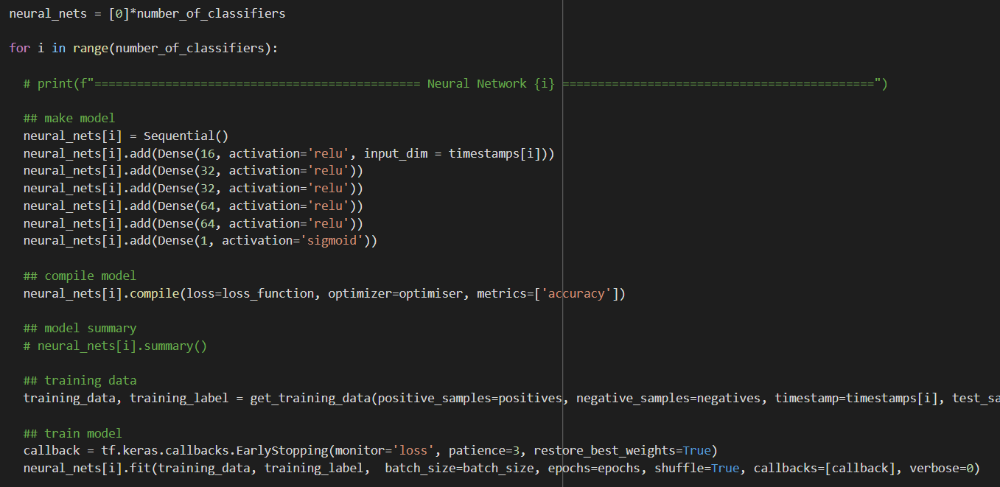 neural_nets = [0]*number_of_classifiers
for i in range(number_of_classifiers):
# print(f"============================================== Neural Network {i} ============================================")
## make model
neural_nets[i] = Sequential()
neural_nets[i].add(Dense(16, activation='relu', input_dim = timestamps[i]))
neural_nets[i].add(Dense(32, activation='relu'))
neural_nets[i].add(Dense(32, activation='relu'))
neural_nets[i].add(Dense(64, activation='relu'))
neural_nets[i].add(Dense(64, activation='relu'))
neural_nets[i].add(Dense(1, activation='sigmoid'))
## compile model
neural_nets[i].compile(loss=loss_function, optimizer=optimiser, metrics=['accuracy'])
## model summary
# neural_nets[i].summary()
## training data
training_data, training_label = get_training_data(positive_samples=positives, negative_samples=negatives, timestamp=timestamps[i], test_sa
## train model
callback = tf.keras.callbacks.EarlyStopping(monitor='loss', patience=3, restore_best_weights=True)
neural_nets[i].fit(training_data, training_label,  batch_size=batch_size, epochs=epochs, shuffle=True, callbacks=[callback], verbose=0)